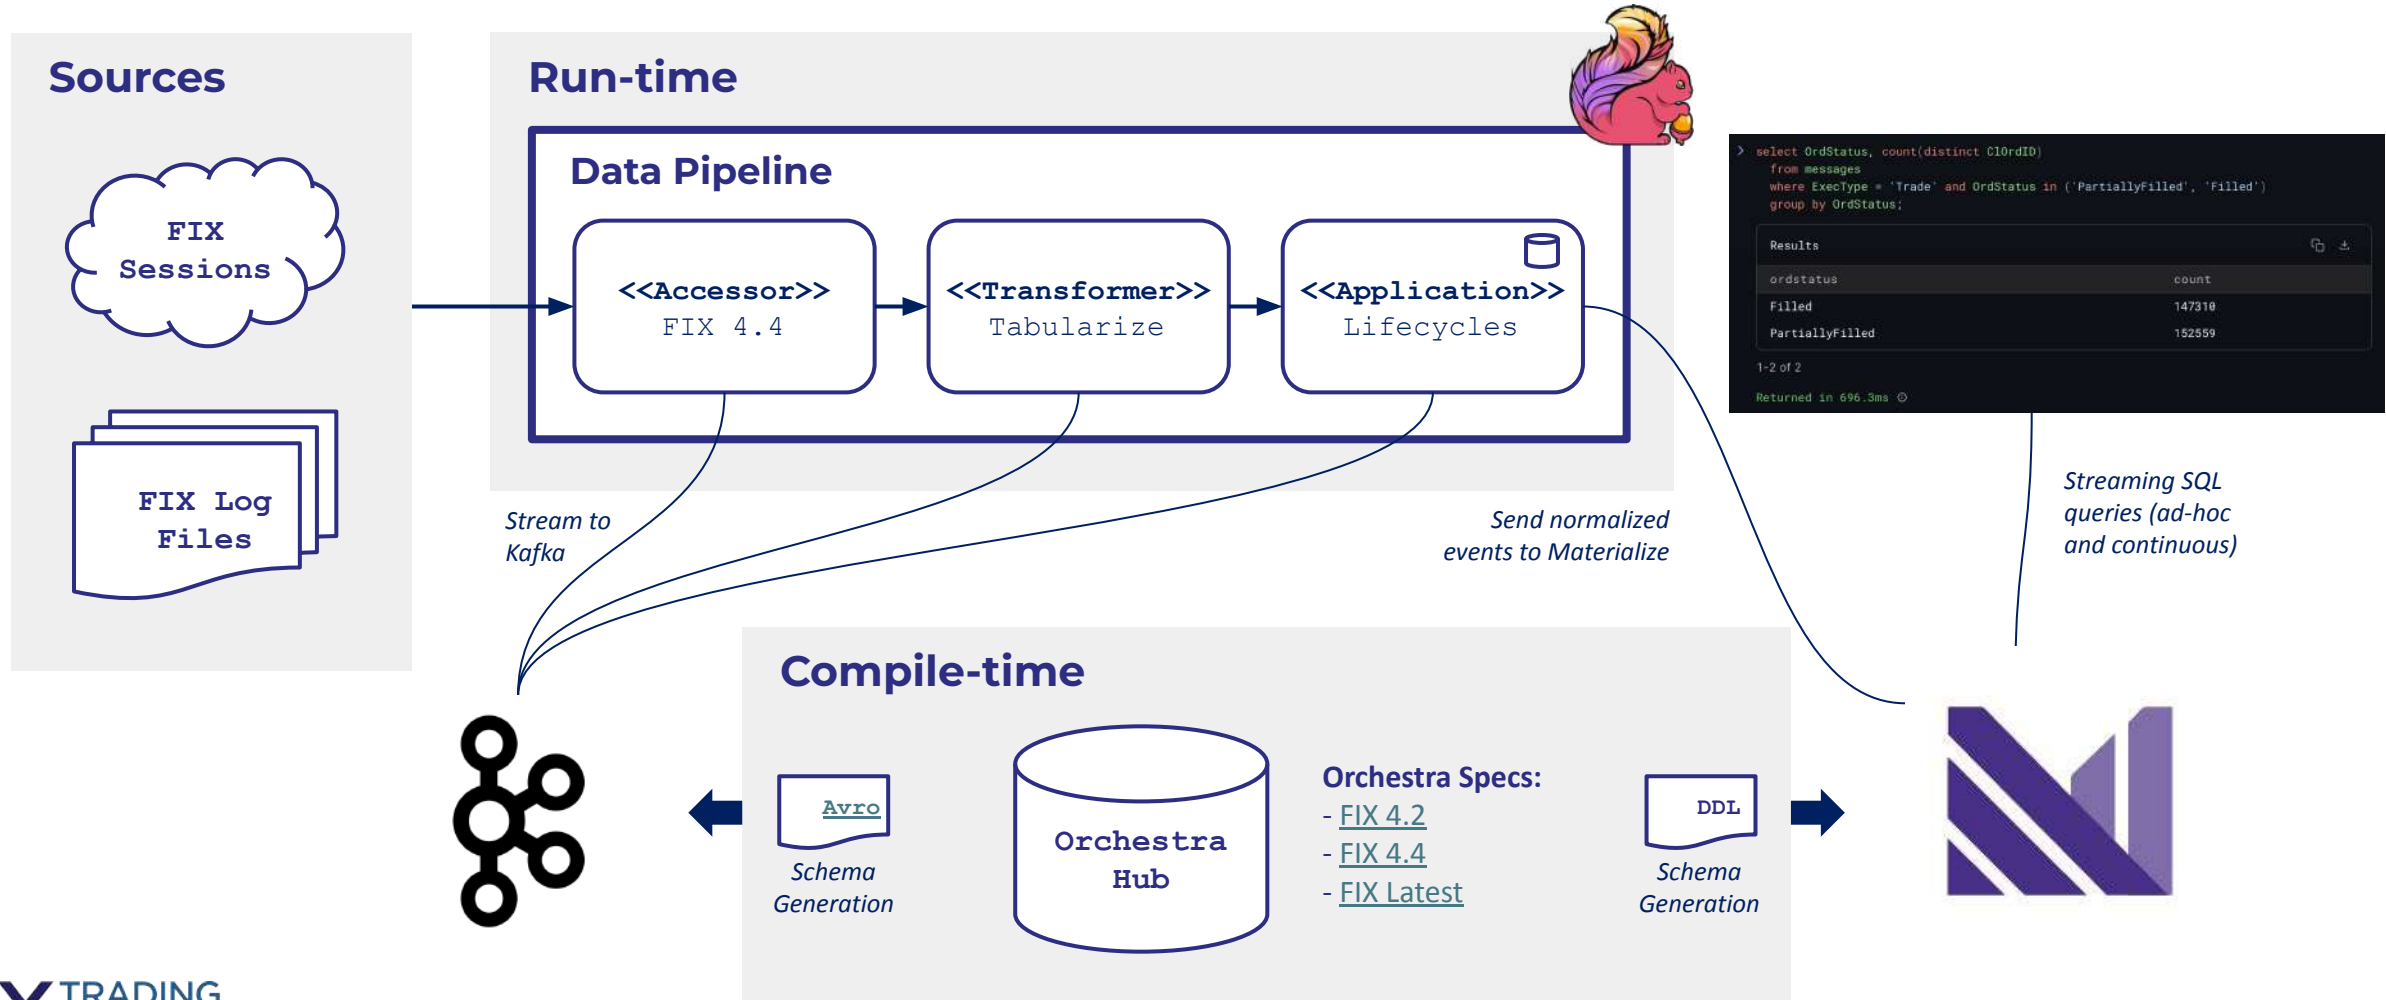 Sources
FIX
Sessions
FIX Log
Files
Run-time
Data Pipeline
<<Accessor>>
FIX 4.4
<<Transformer>>
Tabularize
<<Application>>
Lifecycles
select OrdStatus, count(distinct ClOrdID)
from messages
where ExecType = 'Trade' and OrdStatus in ('PartiallyFilled', 'Filled')
group by OrdStatus;
Results
ordstatus count
Filled 147310
PartiallyFilled 152559
1-2 of 2
Returned in 696.3ms
Stream to
Kafka
Send normalized
events to Materialize
Streaming SQL
queries (ad-hoc
and continuous)
Compile-time
Avro
Schema
Generation
Orchestra
Hub
Orchestra Specs:
- FIX 4.2
- FIX 4.4
- FIX Latest
DDL
Schema
Generation
TRADING